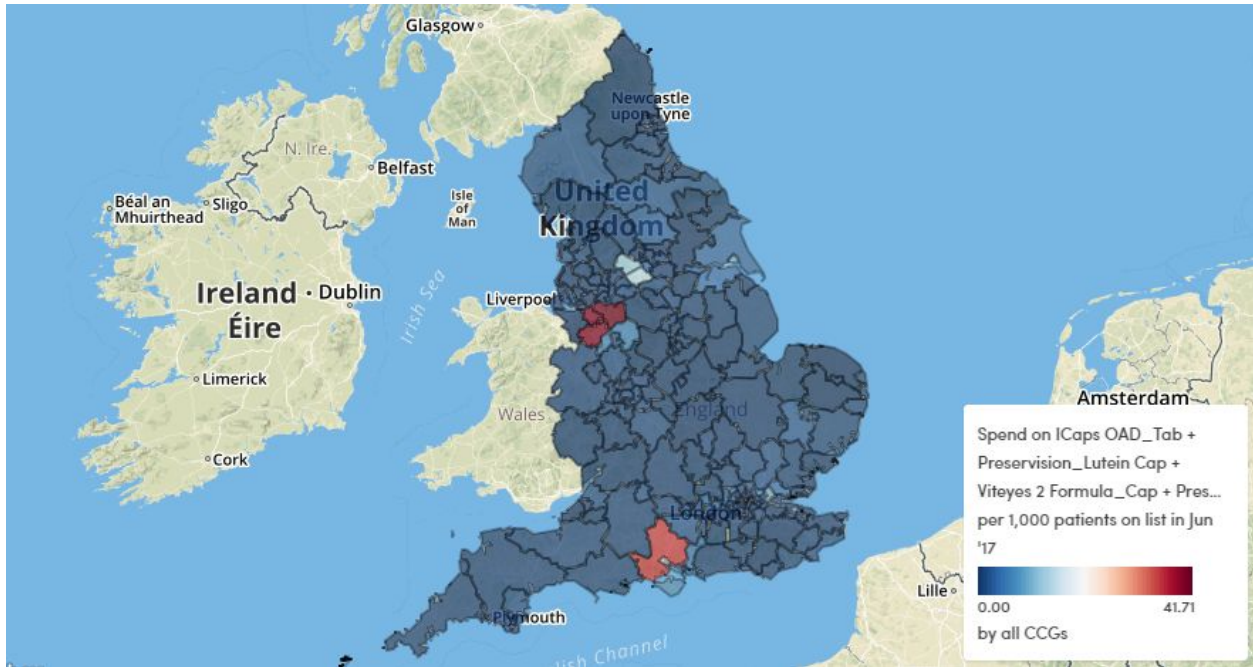 Glasgow
Newcastle
upon Tyne
N. Ire.
Belfast
Isle
of
Man
United
Kingdom
Béal an
Mhuirthead
Sligo
Irish Sea
Ireland
Éire
Dublin
Liverpool
Limerick
Wales
England
Amsterdam
Cork
London
Plymouth
Lille
lish Channel
Spend on ICaps OAD_Tab +
Preservision_Lutein Cap +
Viteyes 2 Formula_Cap + Pres...
per 1,000 patients on list in Jun
'17
0.00 41.71
by all CCGs